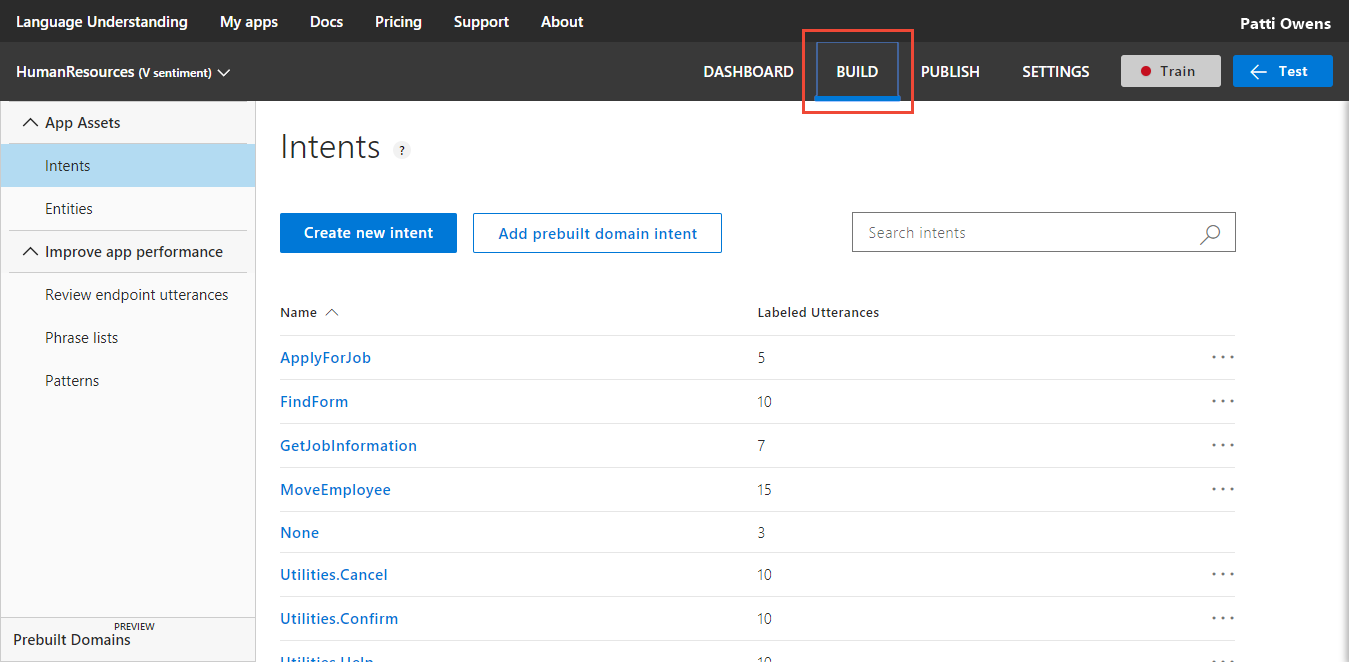 Language Understanding My apps Docs Pricing Support About Patti Owens
HumanResources (V sentiment) DASHBOARD BUILD PUBLISH SETTINGS Train Test
App Assets
Intents
Entities
Improve app performance
Review endpoint utterances
Phrase lists
Patterns
PREVIEW
Prebuilt Domains
Intents ?
Create new intent Add prebuilt domain intent Search intents
Name Labeled Utterances
ApplyForJob 5 ...
FindForm 10 ...
GetJobInformation 7 ...
MoveEmployee 15 ...
None 3
Utilities.Cancel 10 ...
Utilities.Confirm 10 ...
Utilities.Help 10 ...